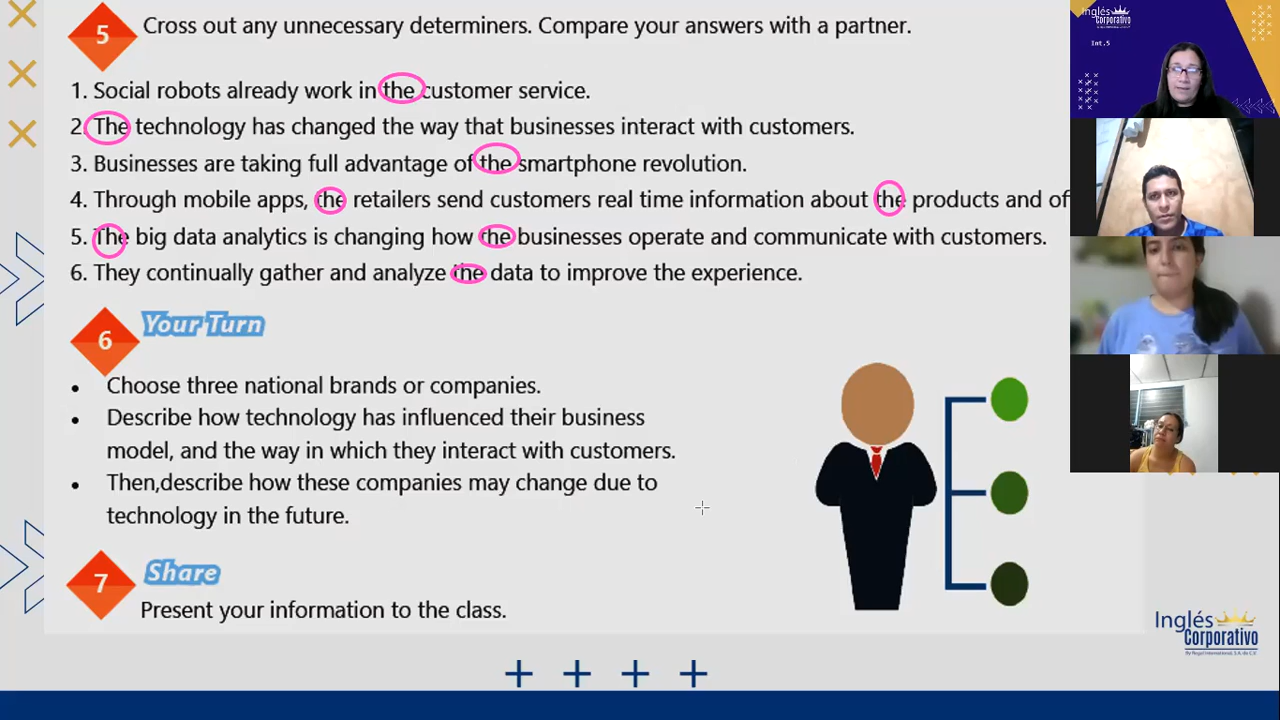 5 Cross out any unnecessary determiners. Compare your answers with a partner.
1. Social robots already work in the customer service.
2. The technology has changed the way that businesses interact with customers.
3. Businesses are taking full advantage of the smartphone revolution.
4. Through mobile apps, the retailers send customers real time information about the products and of
5. The big data analytics is changing how the businesses operate and communicate with customers.
6. They continually gather and analyze the data to improve the experience.
6 Your Turn
• Choose three national brands or companies.
• Describe how technology has influenced their business
model, and the way in which they interact with customers.
• Then,describe how these companies may change due to
technology in the future.
7 Share
Present your information to the class.
Inglés
Corporativo
Int.5
Inglés
Corporativo